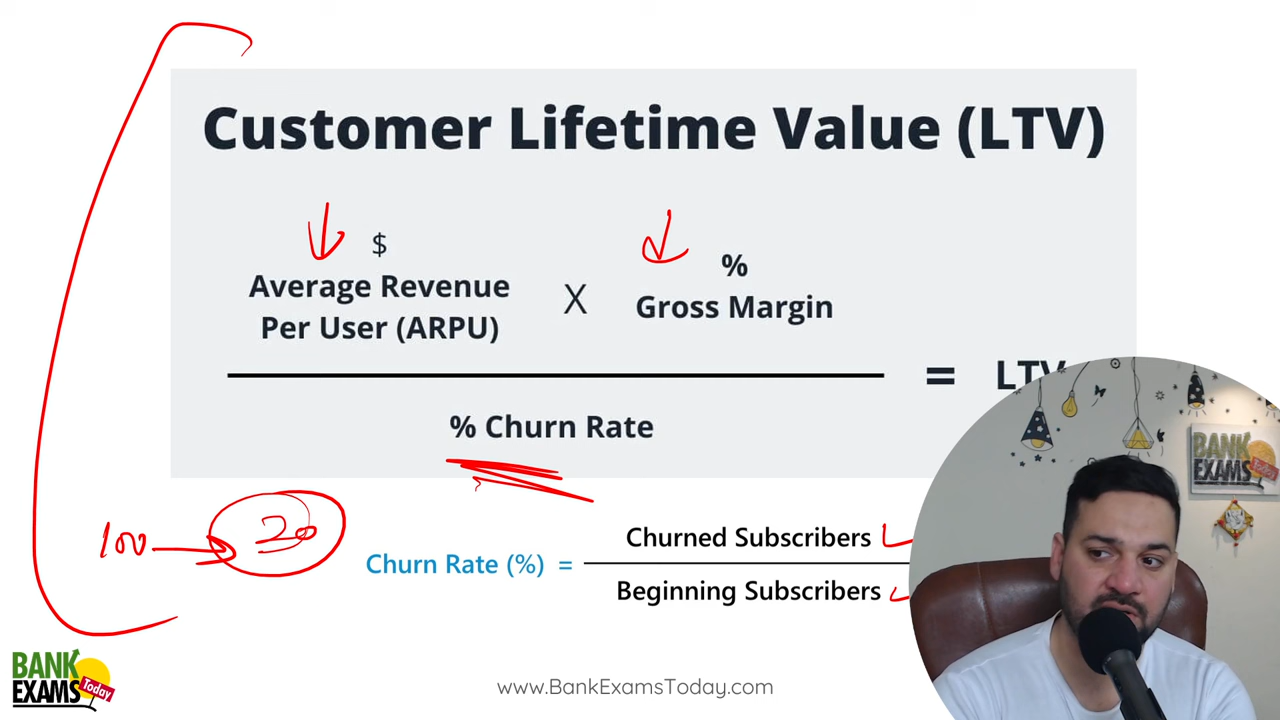 Customer Lifetime Value (LTV)
$
Average Revenue
Per User (ARPU)
X
%
Gross Margin
= LTV
% Churn Rate
100
20
Churn Rate (%) =
Churned Subscribers
Beginning Subscribers
BANK
EXAMS
Today
www.BankExamsToday.com
BANK
EXAMS
Today